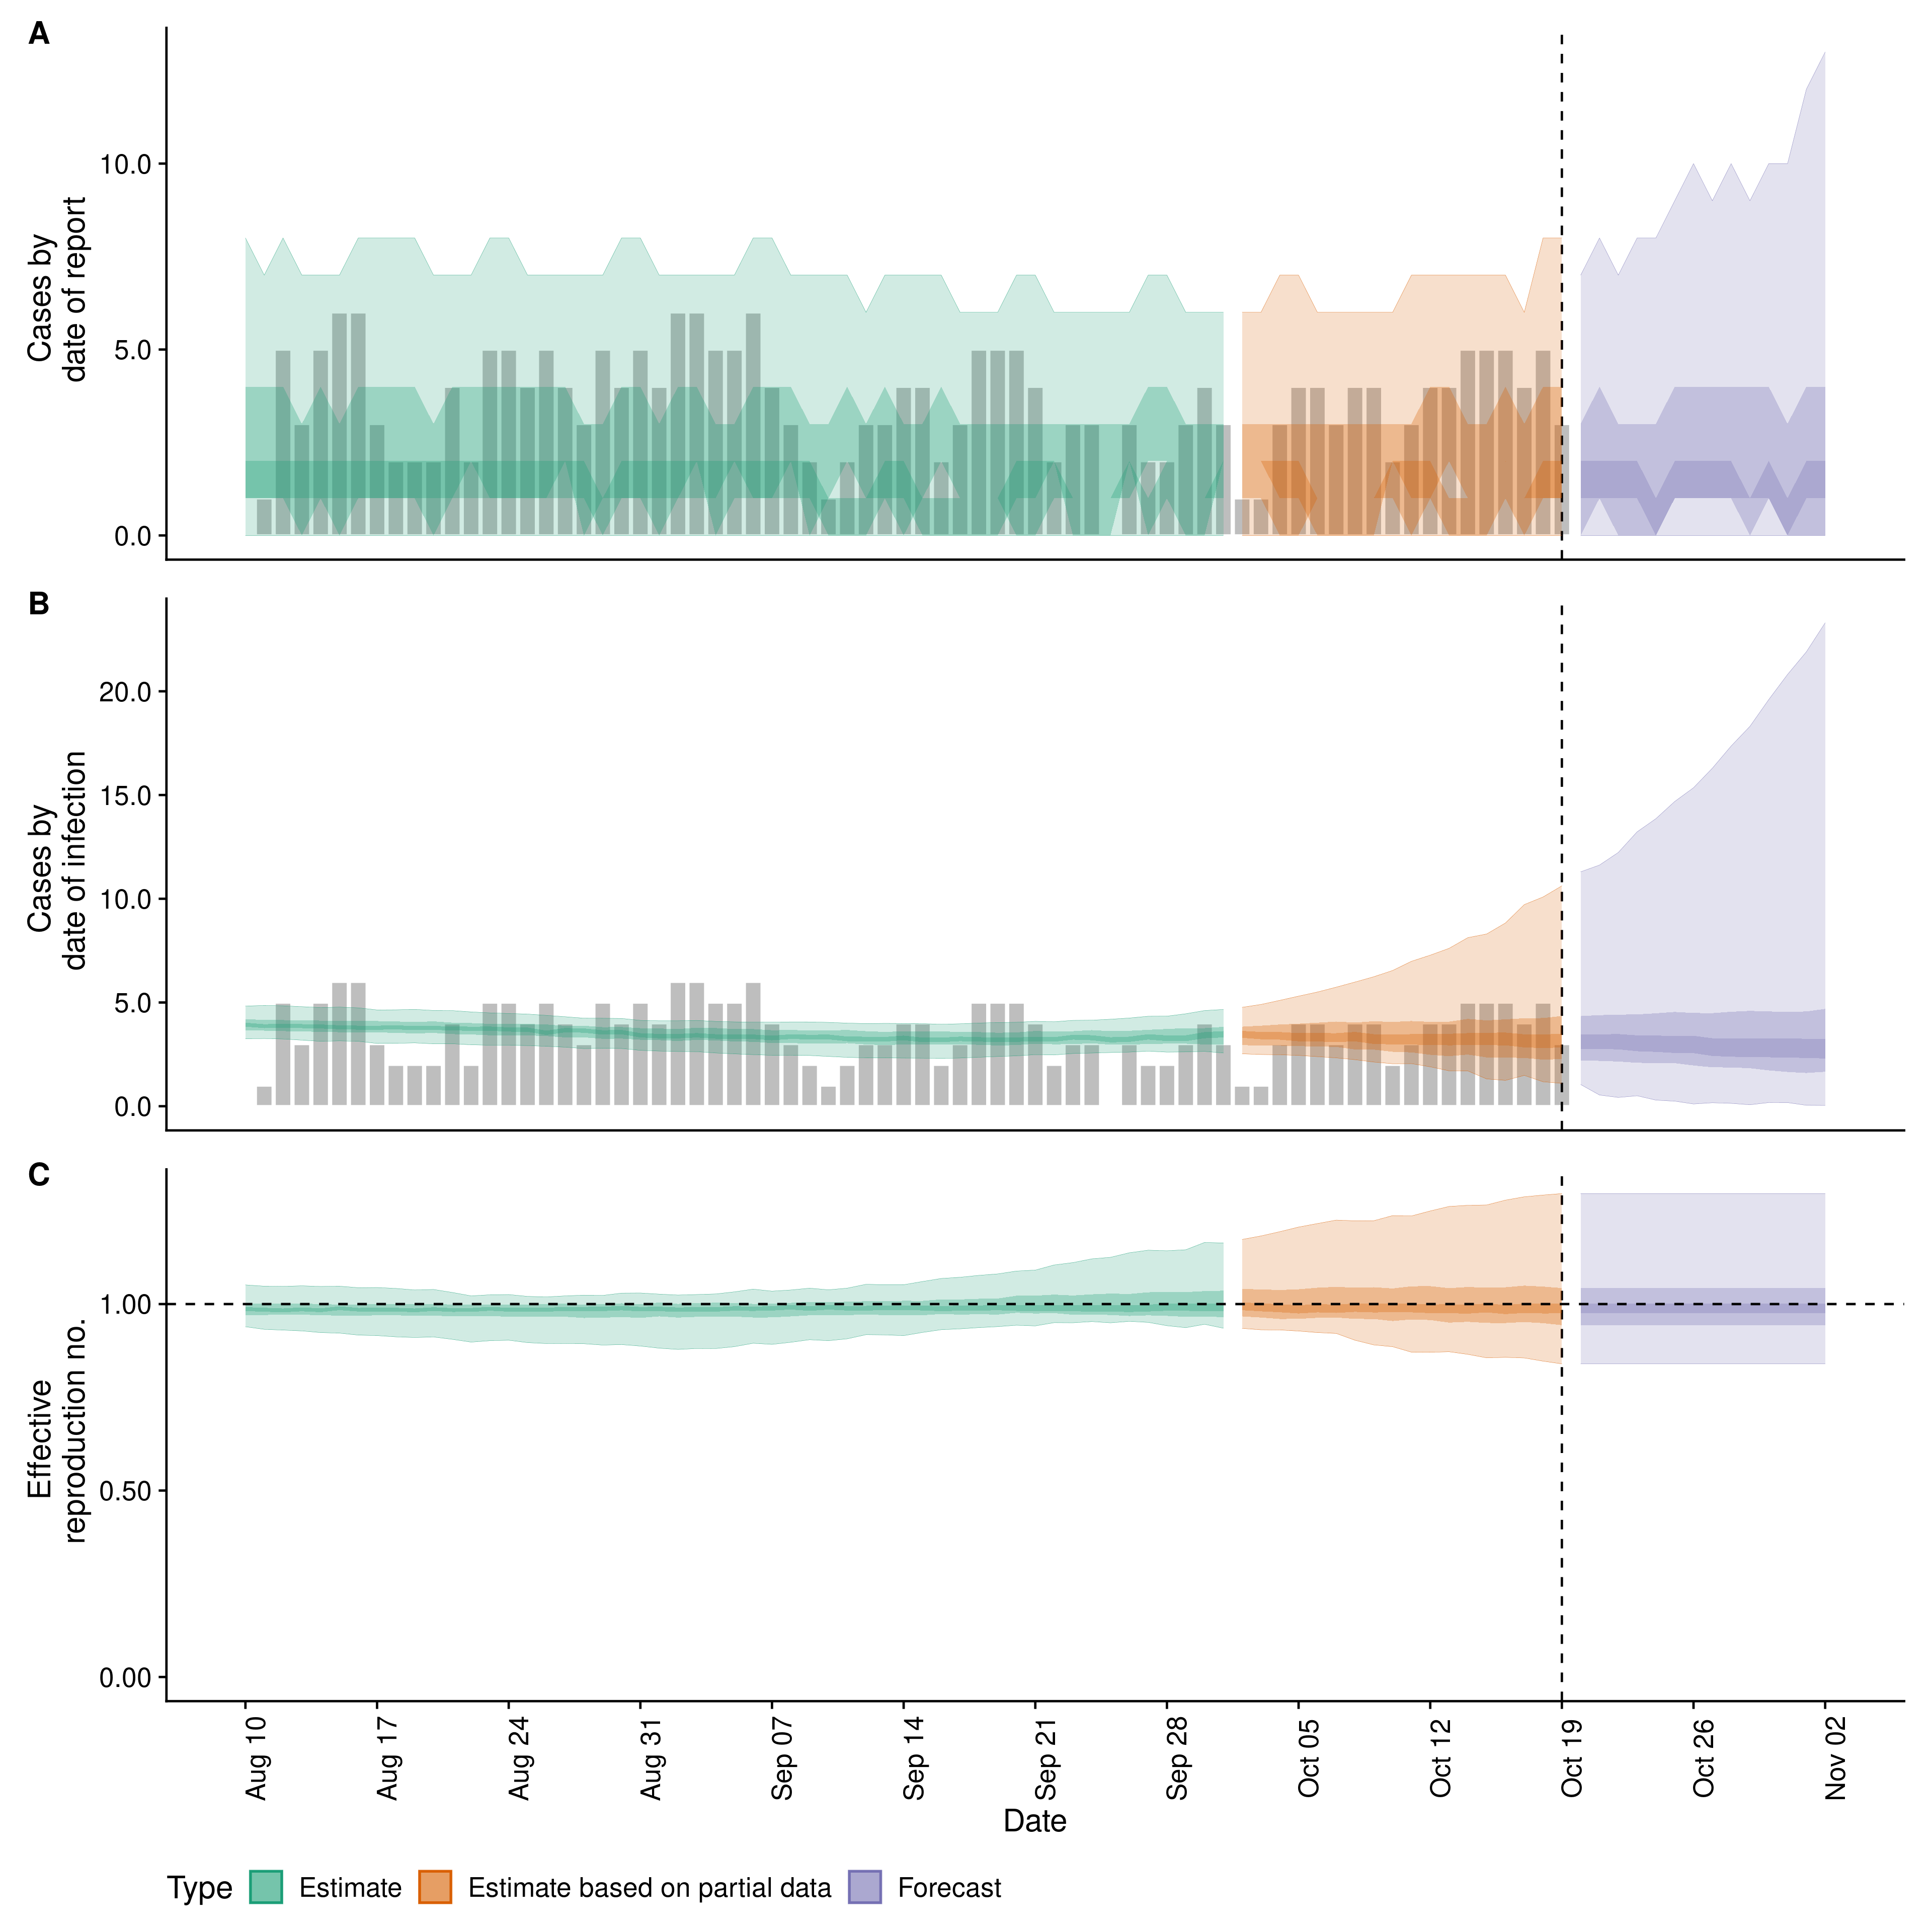 A
Cases by
date of report
10.0
5.0
0.0
B
Cases by
date of infection
20.0
15.0
10.0
5.0
0.0
C
Effective
reproduction no.
1.00
0.50
0.00
Aug 10
Aug 17
Aug 24
Aug 31
Sep 07
Sep 14
Sep 21
Sep 28
Oct 05
Oct 12
Oct 19
Oct 26
Nov 02
Date
Type Estimate Estimate based on partial data Forecast